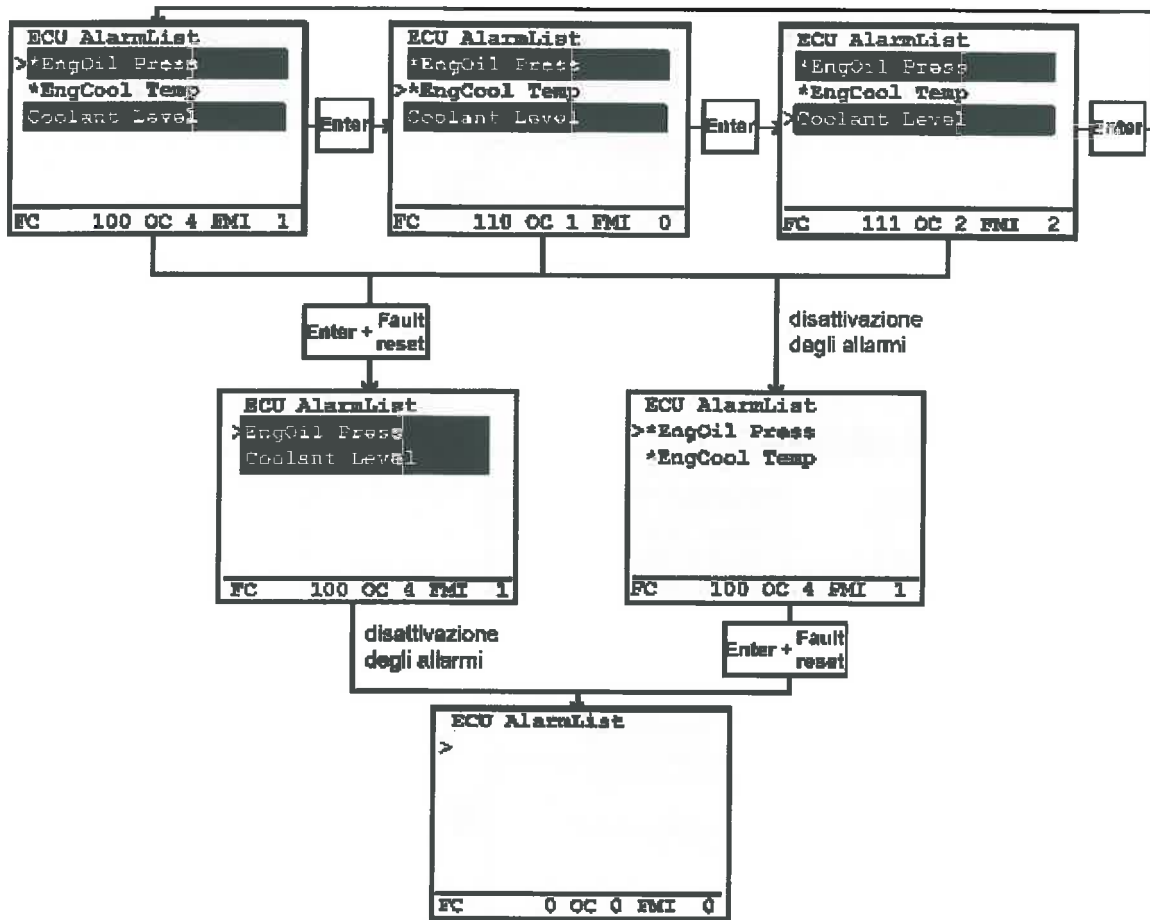 ECU AlarmList
>*EngOil Press
*EngCool Temp
Coolant Level
FC 100 OC 4 FMI 1
Enter
ECU AlarmList
*EngOil Press
>*EngCool Temp
Coolant Level
FC 110 OC 1 FMI 0
Enter
ECU AlarmList
*EngOil Press
*EngCool Temp
>Coolant Level
FC 111 OC 2 FMI 2
Enter
Enter + Fault
reset
disattivazione
degli allarmi
ECU AlarmList
>EngOil Press
Coolant Level
FC 100 OC 4 FMI 1
ECU AlarmList
>*EngOil Press
*EngCool Temp
FC 100 OC 4 FMI 1
disattivazione
degli allarmi
Enter + Fault
reset
ECU AlarmList
>
FC 0 OC 0 FMI 0